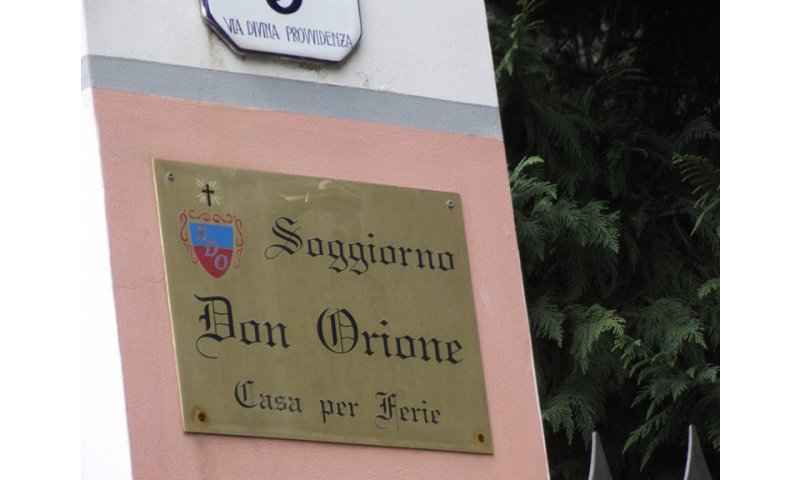 VIA DIVINA PROVVIDENZA
SDO
Soggiorno
Don Orione
Casa per Ferie